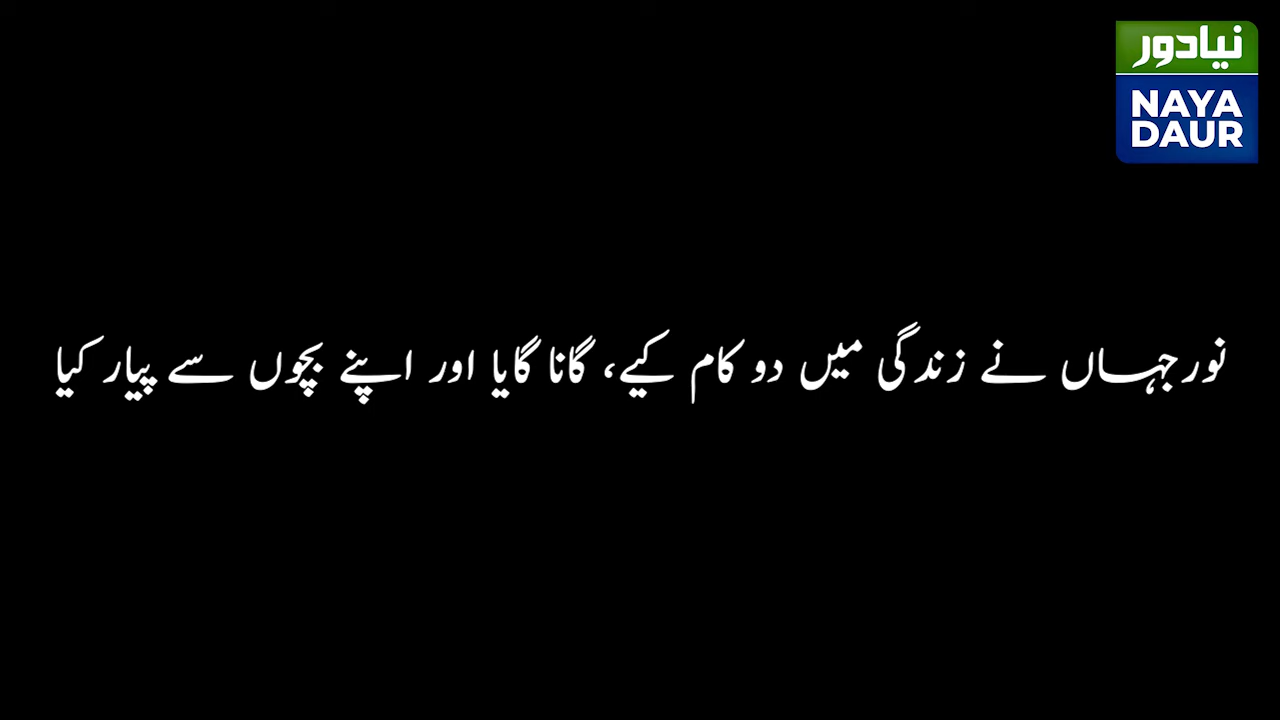 نیادور
NAYA
DAUR
نورجہاں نے زندگی میں دو کام کیے، گانا گایا اور اپنے بچوں سے پیار کیا